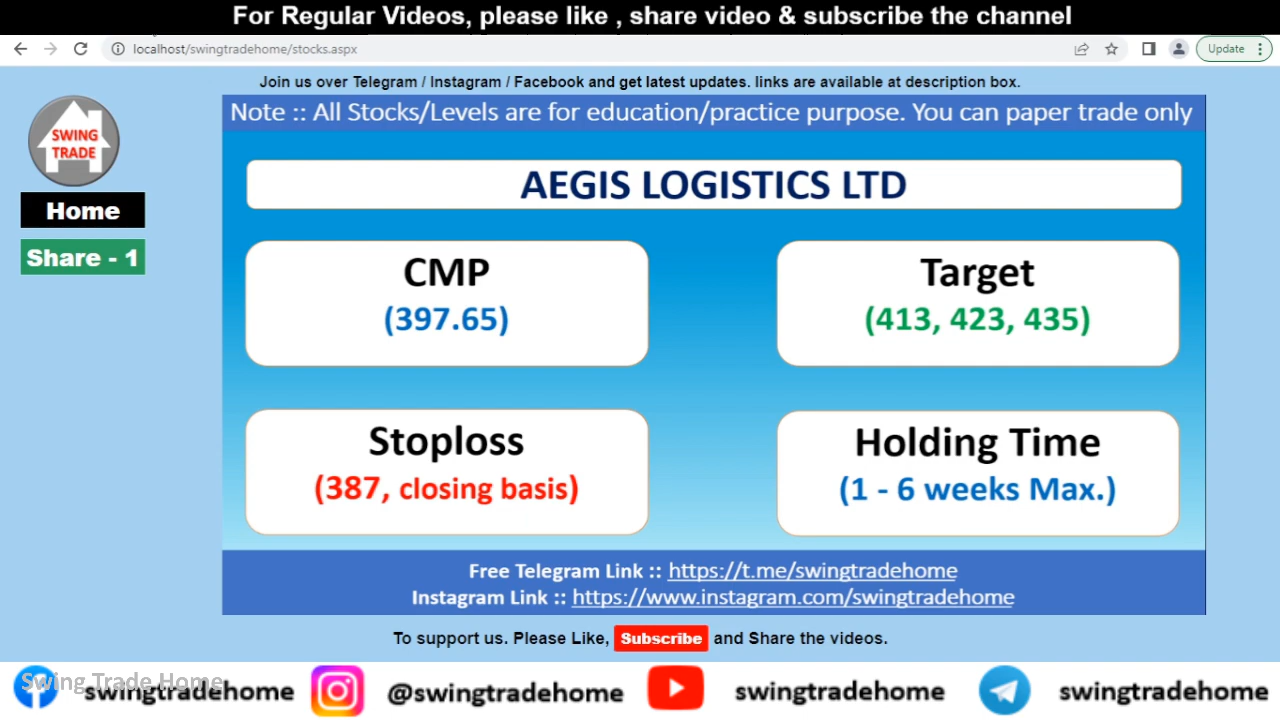 For Regular Videos, please like , share video & subscribe the channel
localhost/swingtradehome/stocks.aspx
Update
Join us over Telegram / Instagram / Facebook and get latest updates. links are available at description box.
Note :: All Stocks/Levels are for education/practice purpose. You can paper trade only
SWING
TRADE
Home
Share - 1
AEGIS LOGISTICS LTD
CMP
(397.65)
Target
(413, 423, 435)
Stoploss
(387, closing basis)
Holding Time
(1 - 6 weeks Max.)
Free Telegram Link :: https://t.me/swingtradehome
Instagram Link :: https://www.instagram.com/swingtradehome
To support us. Please Like, Subscribe and Share the videos.
Swing Trade Home
swingtradehome @swingtradehome swingtradehome swingtradehome